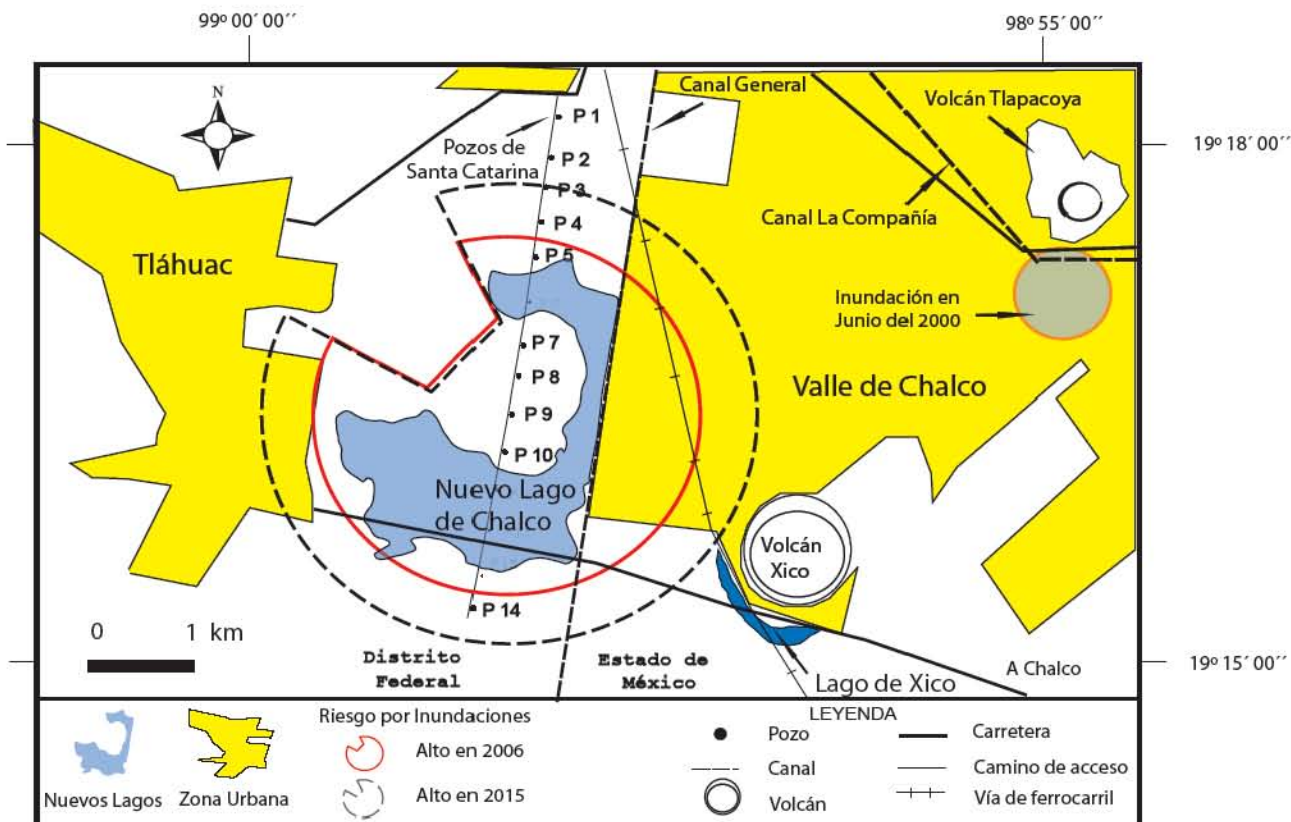 99º 00´ 00´´
98º 55´ 00´´
N
Canal General
Volcán Tlapacoya
P 1
Pozos de
Santa Catarina
19º 18´ 00´´
P 2
P 3
P 4
Canal La Compañía
P 5
Tláhuac
Inundación en
Junio del 2000
P 7
P 8
Valle de Chalco
P 9
P 10
Nuevo Lago
de Chalco
Volcán
Xico
P 14
0 1 km
Distrito
Federal
Estado de
México
A Chalco
19º 15´ 00´´
Lago de Xico
Riesgo por Inundaciones
LEYENDA
Pozo
Carretera
Alto en 2006
Canal
Camino de acceso
Nuevos Lagos
Zona Urbana
Alto en 2015
Volcán
Vía de ferrocarril